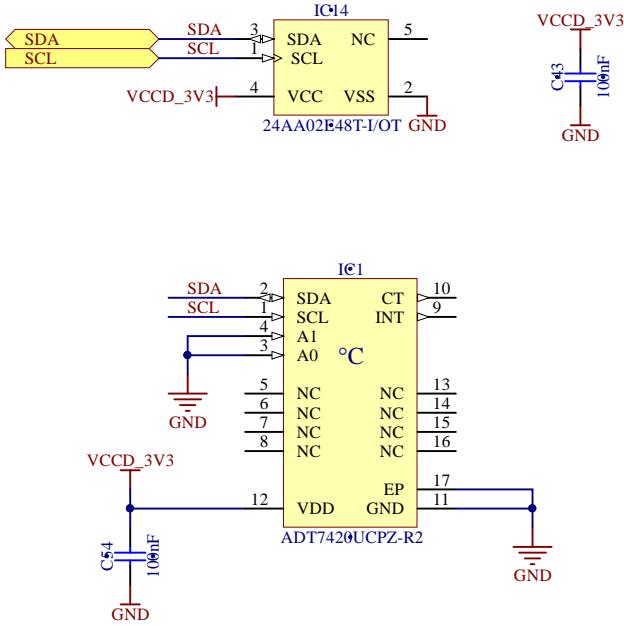 IC14
VCCD_3V3
SDA SDA 3 SDA NC 5
SCL SCL 1 SCL
C43 100nF
VCCD_3V3 4 VCC VSS 2
24AA02E48T-I/OT GND
GND
IC1
SDA 2 SDA CT 10
SCL 1 SCL INT 9
4 A1
3 A0 °C
5 NC NC 13
GND
6 NC NC 14
7 NC NC 15
8 NC NC 16
VCCD_3V3
EP 17
12 VDD GND 11
ADT7420UCPZ-R2
C54 100nF
GND
GND